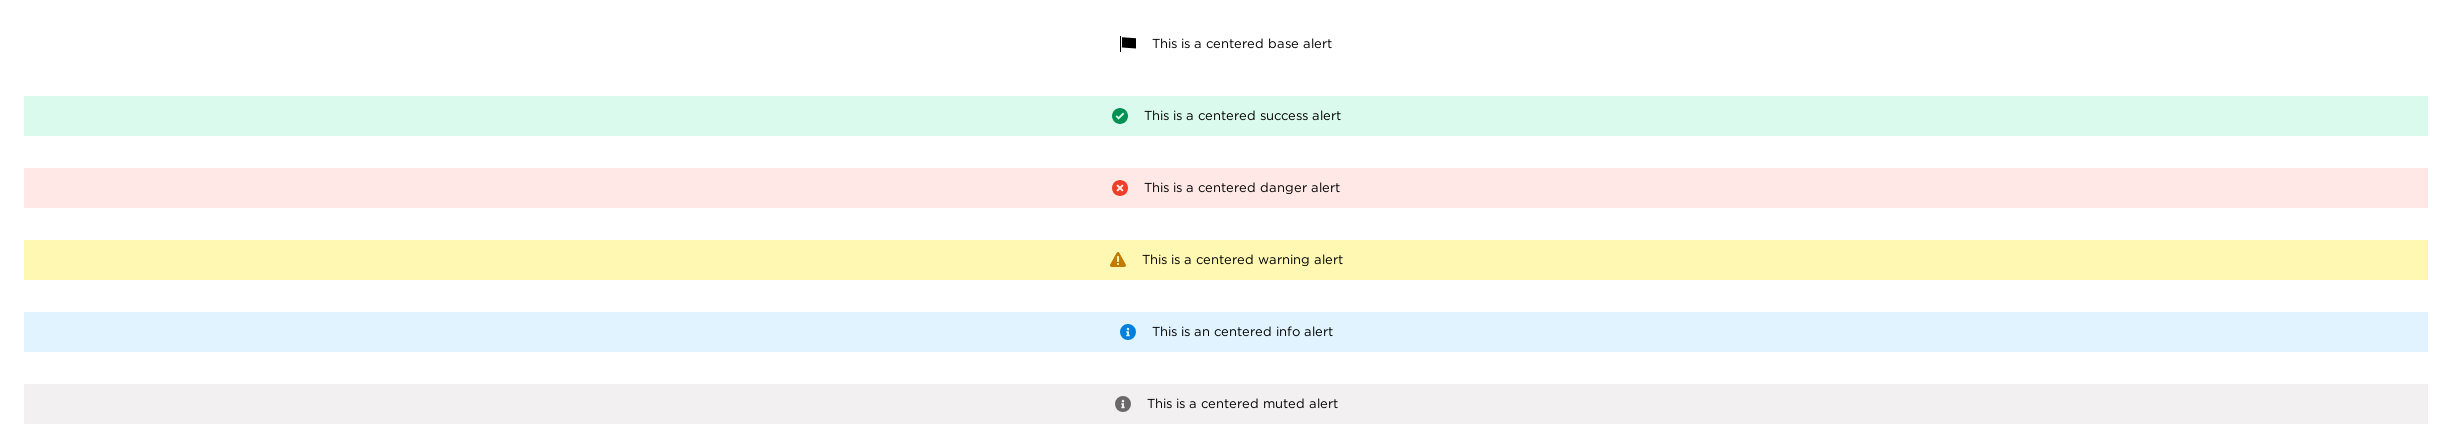 This is a centered base alert
This is a centered success alert
This is a centered danger alert
This is a centered warning alert
This is an centered info alert
This is a centered muted alert